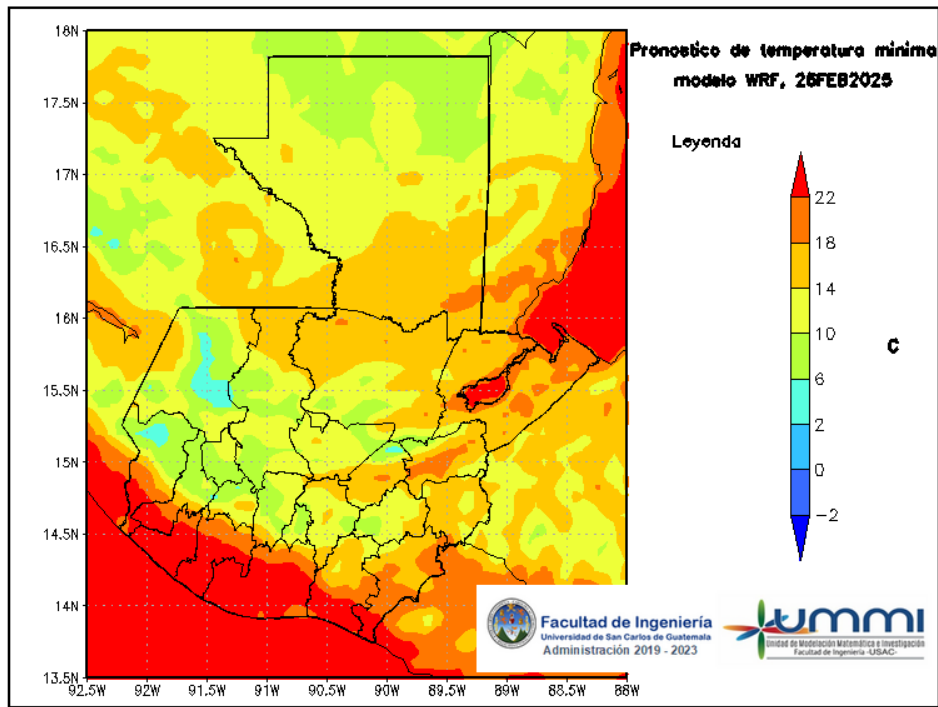 Pronostico de temperatura minima
modelo WRF, 26FEB2025
Leyenda
22
18
14
10
6
2
0
−2
C
18N
17.5N
17N
16.5N
16N
15.5N
15N
14.5N
14N
13.5N
92.5W
92W
91.5W
91W
90.5W
90W
89.5W
89W
88.5W
88W
Facultad de Ingeniería
Universidad de San Carlos de Guatemala
Administración 2019 - 2023
ummi
Unidad de Modelación Matemática e Investigación
Facultad de Ingeniería -USAC-